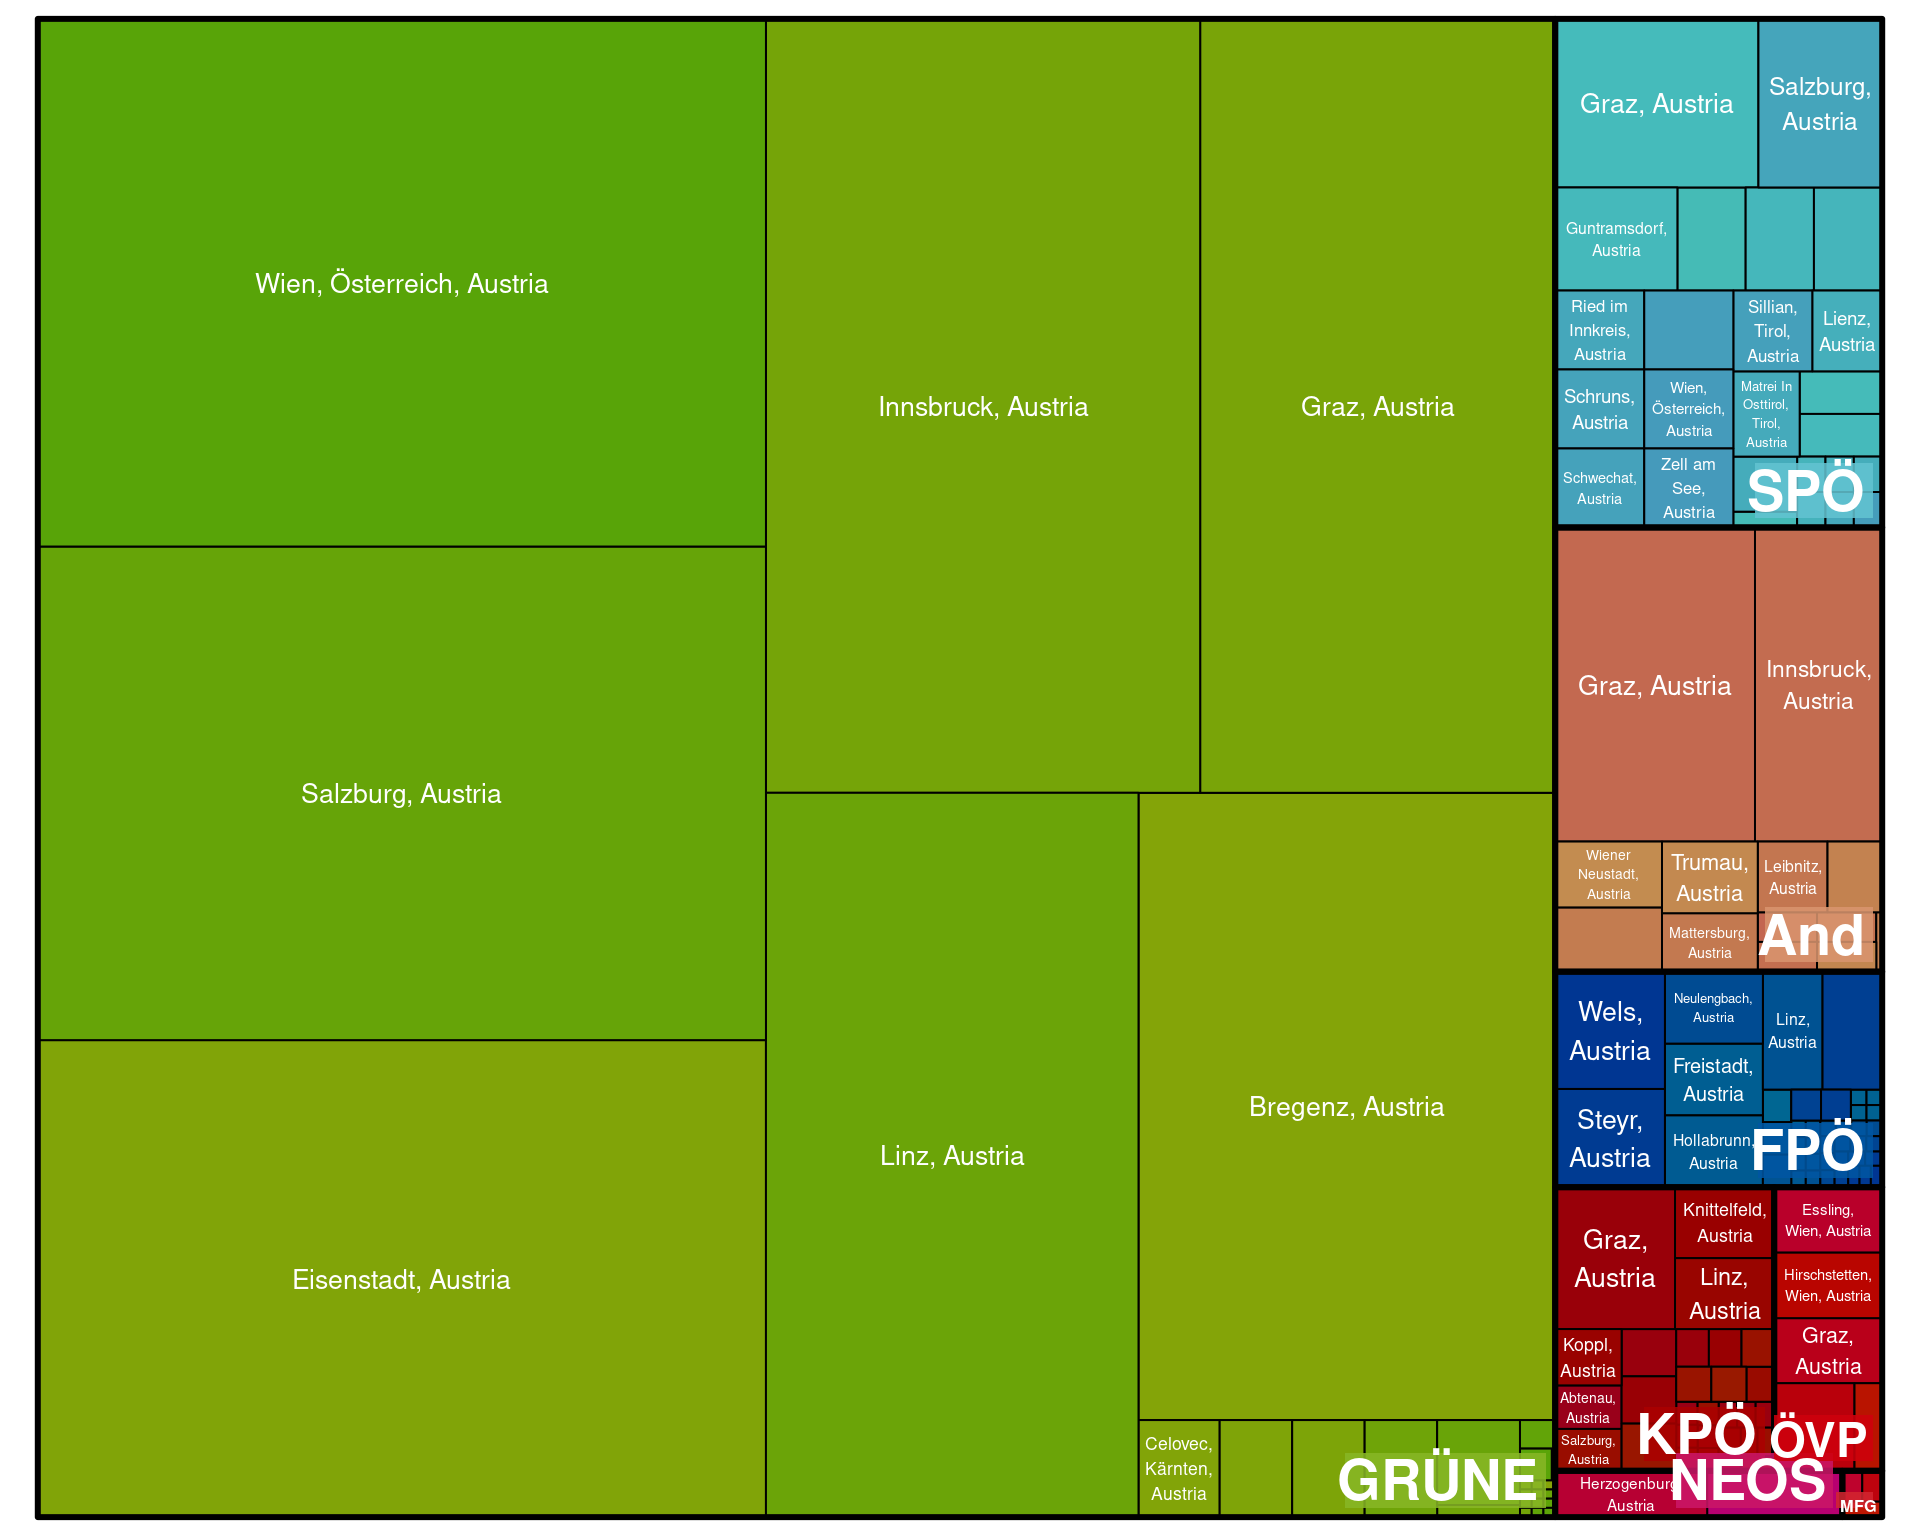 Wien, Österreich, Austria
Salzburg, Austria
Eisenstadt, Austria
Innsbruck, Austria
Graz, Austria
Linz, Austria
Bregenz, Austria
Celovec,
Kärnten,
Austria
GRÜNE
Graz, Austria
Salzburg,
Austria
Guntramsdorf,
Austria
Ried im
Innkreis,
Austria
Sillian,
Tirol,
Austria
Lienz,
Austria
Schruns,
Austria
Wien,
Österreich,
Austria
Matrei In
Osttirol,
Tirol,
Austria
Schwechat,
Austria
Zell am
See,
Austria
SPÖ
Graz, Austria
Innsbruck,
Austria
Wiener
Neustadt,
Austria
Trumau,
Austria
Leibnitz,
Austria
Mattersburg,
Austria
And
Wels,
Austria
Neulengbach,
Austria
Linz,
Austria
Freistadt,
Austria
Steyr,
Austria
Hollabrunn,
Austria
FPÖ
Graz,
Austria
Knittelfeld,
Austria
Linz,
Austria
Koppl,
Austria
Abtenau,
Austria
Salzburg,
Austria
KPÖ
Essling,
Wien, Austria
Hirschstetten,
Wien, Austria
Graz,
Austria
ÖVP
Herzogenburg
Austria
NEOS
MFG